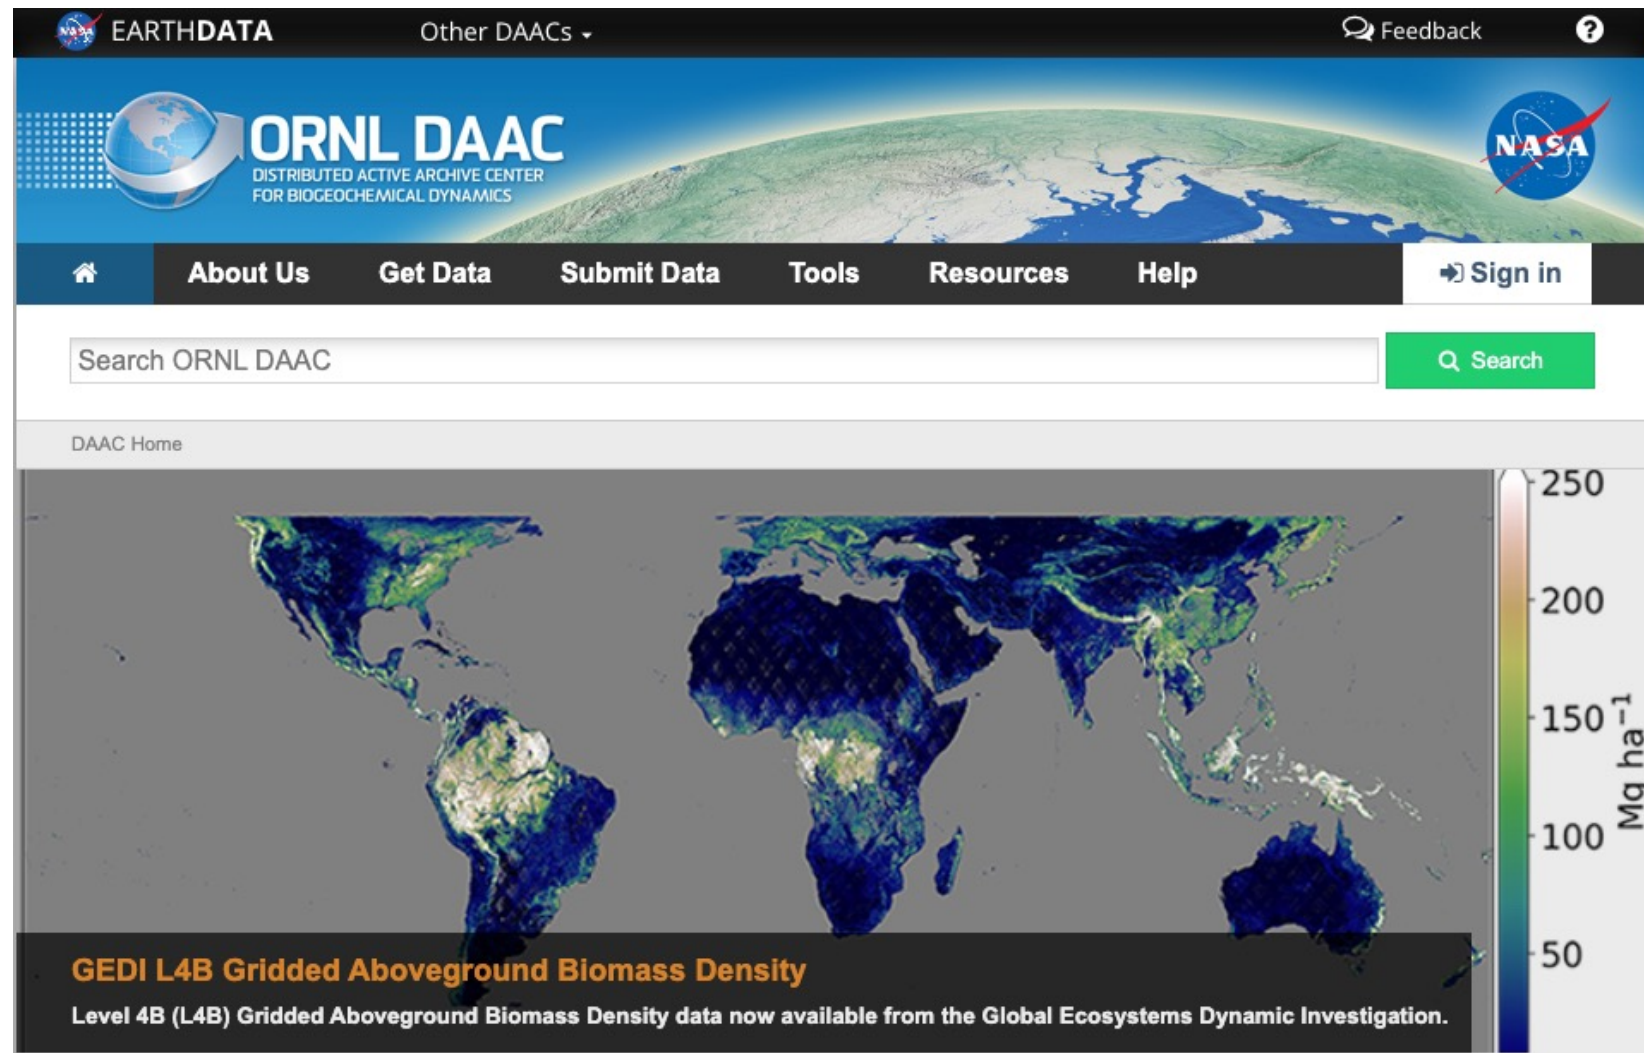 NASA EARTHDATA Other DAACs Feedback ?
ORNL DAAC
DISTRIBUTED ACTIVE ARCHIVE CENTER
FOR BIOGEOCHEMICAL DYNAMICS
NASA
About Us Get Data Submit Data Tools Resources Help Sign in
Search ORNL DAAC Search
DAAC Home
250
200
150
100
50
Mg ha⁻¹
GEDI L4B Gridded Aboveground Biomass Density
Level 4B (L4B) Gridded Aboveground Biomass Density data now available from the Global Ecosystems Dynamic Investigation.